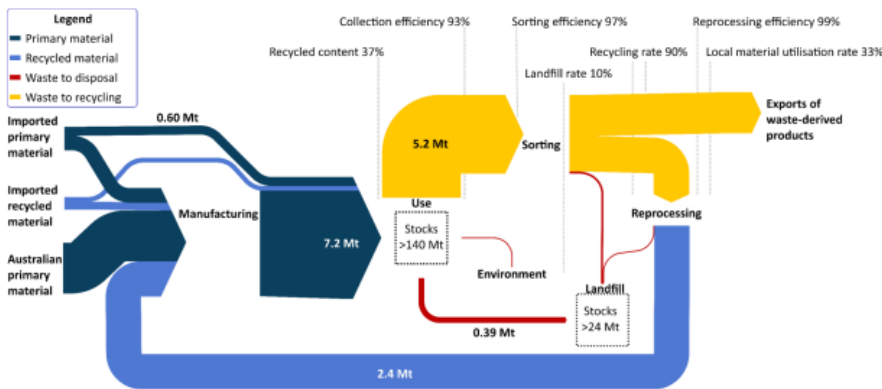 Legend
Primary material
Recycled material
Waste to disposal
Waste to recycling
Collection efficiency 93%
Sorting efficiency 97%
Reprocessing efficiency 99%
Recycled content 37%
Recycling rate 90%
Local material utilisation rate 33%
Landfill rate 10%
Imported
primary
material
0.60 Mt
Exports of
waste-derived
products
5.2 Mt
Sorting
Imported
recycled
material
Manufacturing
Use
Reprocessing
7.2 Mt
Stocks
>140 Mt
Australian
primary
material
Environment
Landfill
Stocks
>24 Mt
0.39 Mt
2.4 Mt